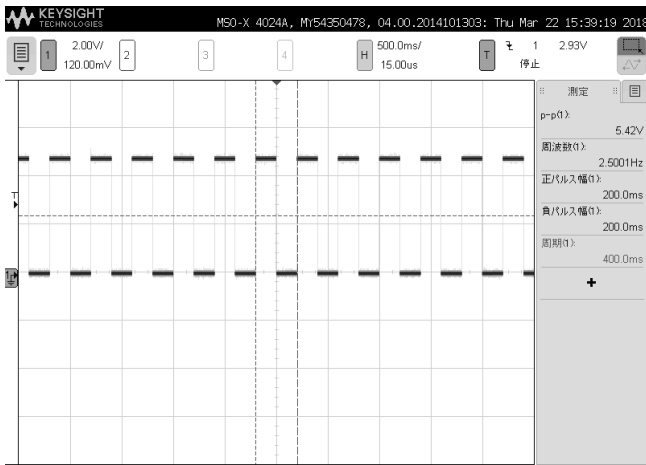 KEYSIGHT
TECHNOLOGIES
MSO-X 4024A, MY54350478, 04.00.2014101303: Thu Mar 22 15:39:19 2018
1 2.00V/ 2 3 4 H 500.0ms/ T 1 2.93V
120.00mV 15.00us 停止
測定
p-p(1):
5.42V
周波数(1):
2.5001Hz
正パルス幅(1):
200.0ms
負パルス幅(1):
200.0ms
周期(1):
400.0ms
T
1